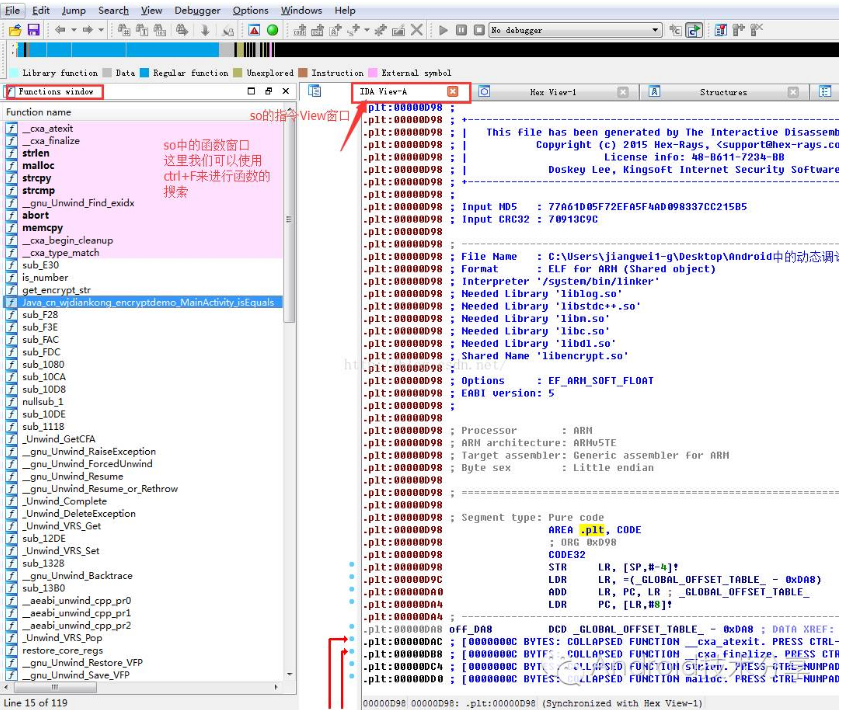 File Edit Jump Search View Debugger Options Windows Help
No debugger
Library function Data Regular function Unexplored Instruction External symbol
Functions window
IDA View-A
Hex View-1
Structures
so的指令View窗口
Function name
__cxa_atexit
__cxa_finalize
strlen
malloc
strcpy
strcmp
__gnu_Unwind_Find_exidx
abort
memcpy
__cxa_begin_cleanup
__cxa_type_match
sub_E30
is_number
get_encrypt_str
Java_cn_wjdiankong_encryptdemo_MainActivity_isEquals
sub_F28
sub_F3E
sub_FAC
sub_FDC
sub_1080
sub_10CA
sub_10D8
nullsub_1
sub_10DE
sub_1118
_Unwind_GetCFA
__gnu_Unwind_RaiseException
__gnu_Unwind_ForcedUnwind
__gnu_Unwind_Resume
__gnu_Unwind_Resume_or_Rethrow
_Unwind_Complete
_Unwind_DeleteException
_Unwind_VRS_Get
sub_12DE
_Unwind_VRS_Set
sub_1328
__gnu_Unwind_Backtrace
sub_13B0
__aeabi_unwind_cpp_pr0
__aeabi_unwind_cpp_pr1
__aeabi_unwind_cpp_pr2
_Unwind_VRS_Pop
restore_core_regs
__gnu_Unwind_Restore_VFP
__gnu_Unwind_Save_VFP
Line 15 of 119
so中的函数窗口
这里我们可以使用
ctrl+F来进行函数的
搜索
.plt:00000D98 ;
.plt:00000D98 ; +-------------------------------------------------------
.plt:00000D98 ; | This file has been generated by The Interactive Disassemb
.plt:00000D98 ; | Copyright (c) 2015 Hex-Rays, <support@hex-rays.co
.plt:00000D98 ; | License info: 48-B611-7234-BB
.plt:00000D98 ; | Doskey Lee, Kingsoft Internet Security Software
.plt:00000D98 ; +-------------------------------------------------------
.plt:00000D98 ;
.plt:00000D98 ; Input MD5 : 77A61D05F72EFA5F4AD098337CC215B5
.plt:00000D98 ; Input CRC32 : 70913C9C
.plt:00000D98
.plt:00000D98 ; -------------------------------------------------------
.plt:00000D98 ; File Name : C:\Users\jiangwei1-g\Desktop\Android中的动态调试
.plt:00000D98 ; Format : ELF for ARM (Shared object)
.plt:00000D98 ; Interpreter '/system/bin/linker'
.plt:00000D98 ; Needed Library 'liblog.so'
.plt:00000D98 ; Needed Library 'libstdc++.so'
.plt:00000D98 ; Needed Library 'libm.so'
.plt:00000D98 ; Needed Library 'libc.so'
.plt:00000D98 ; Needed Library 'libdl.so'
.plt:00000D98 ; Shared Name 'libencrypt.so'
.plt:00000D98 ;
.plt:00000D98 ; Options : EF_ARM_SOFT_FLOAT
.plt:00000D98 ; EABI version: 5
.plt:00000D98 ;
.plt:00000D98
.plt:00000D98 ; Processor : ARM
.plt:00000D98 ; ARM architecture: ARMv5TE
.plt:00000D98 ; Target assembler: Generic assembler for ARM
.plt:00000D98 ; Byte sex : Little endian
.plt:00000D98
.plt:00000D98 ; =======================================================
.plt:00000D98
.plt:00000D98 ; Segment type: Pure code
.plt:00000D98 AREA .plt, CODE
.plt:00000D98 ; ORG 0xD98
.plt:00000D98 CODE32
.plt:00000D98 STR LR, [SP,#-4]!
.plt:00000D9C LDR LR, =(_GLOBAL_OFFSET_TABLE_ - 0xDA8)
.plt:00000DA0 ADD LR, PC, LR ; _GLOBAL_OFFSET_TABLE_
.plt:00000DA4 LDR PC, [LR,#8]!
.plt:00000DA4 ; -------------------------------------------------------
.plt:00000DA8 off_DA8 DCD _GLOBAL_OFFSET_TABLE_ - 0xDA8 ; DATA XREF:
.plt:00000DAC ; [0000000C BYTES: COLLAPSED FUNCTION __cxa_atexit. PRESS CTRL-
.plt:00000DB8 ; [0000000C BYTES: COLLAPSED FUNCTION __cxa_finalize. PRESS CTR
.plt:00000DC4 ; [0000000C BYTES: COLLAPSED FUNCTION strlen. PRESS CTRL-NUMPAD
.plt:00000DD0 ; [0000000C BYTES: COLLAPSED FUNCTION malloc. PRESS CTRL-NUMPAD
00000D98 00000D98: .plt:00000D98 (Synchronized with Hex View-1)